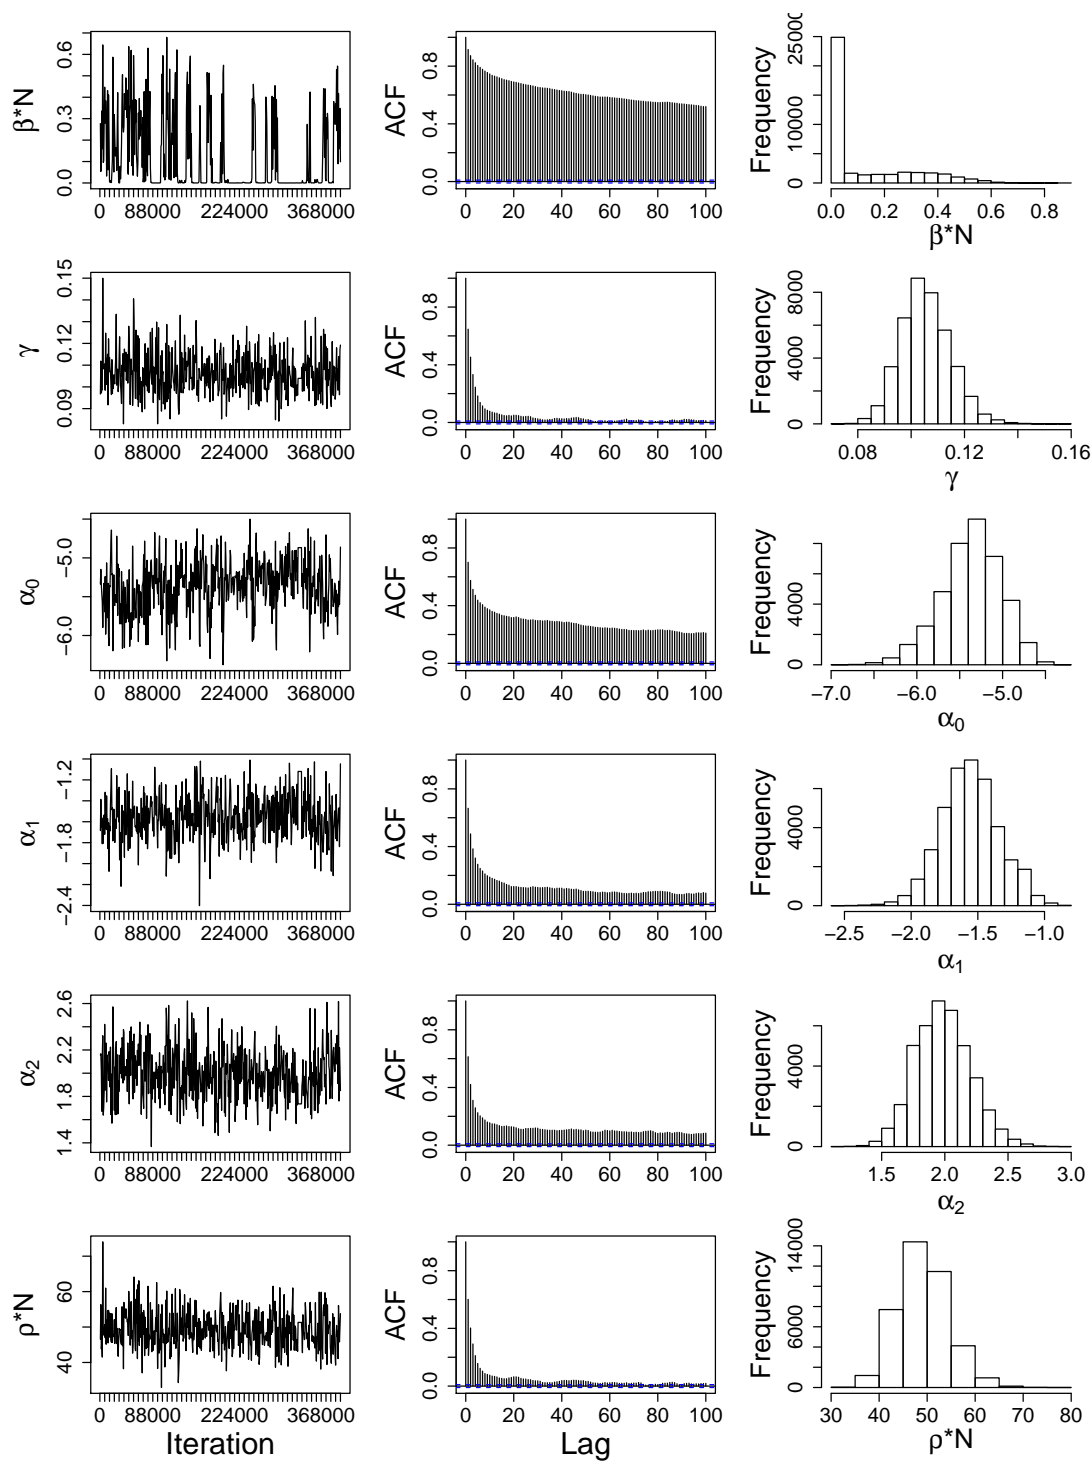 β*N
0.0 0.3 0.6
0 88000 224000 368000
ACF
0.0 0.4 0.8
0 20 40 60 80 100
Frequency
0 10000 25000
0.0 0.2 0.4 0.6 0.8
β*N
γ
0.09 0.12 0.15
0 88000 224000 368000
ACF
0.0 0.4 0.8
0 20 40 60 80 100
Frequency
0 4000 8000
0.08 0.12 0.16
γ
α0
−6.0 −5.0
0 88000 224000 368000
ACF
0.0 0.4 0.8
0 20 40 60 80 100
Frequency
0 4000
−7.0 −6.0 −5.0
α0
α1
−2.4 −1.8 −1.2
0 88000 224000 368000
ACF
0.0 0.4 0.8
0 20 40 60 80 100
Frequency
0 4000
−2.5 −2.0 −1.5 −1.0
α1
α2
1.4 1.8 2.2 2.6
0 88000 224000 368000
ACF
0.0 0.4 0.8
0 20 40 60 80 100
Frequency
0 4000
1.5 2.0 2.5 3.0
α2
ρ*N
40 60
0 88000 224000 368000
Iteration
ACF
0.0 0.4 0.8
0 20 40 60 80 100
Lag
Frequency
0 6000 14000
30 40 50 60 70 80
ρ*N